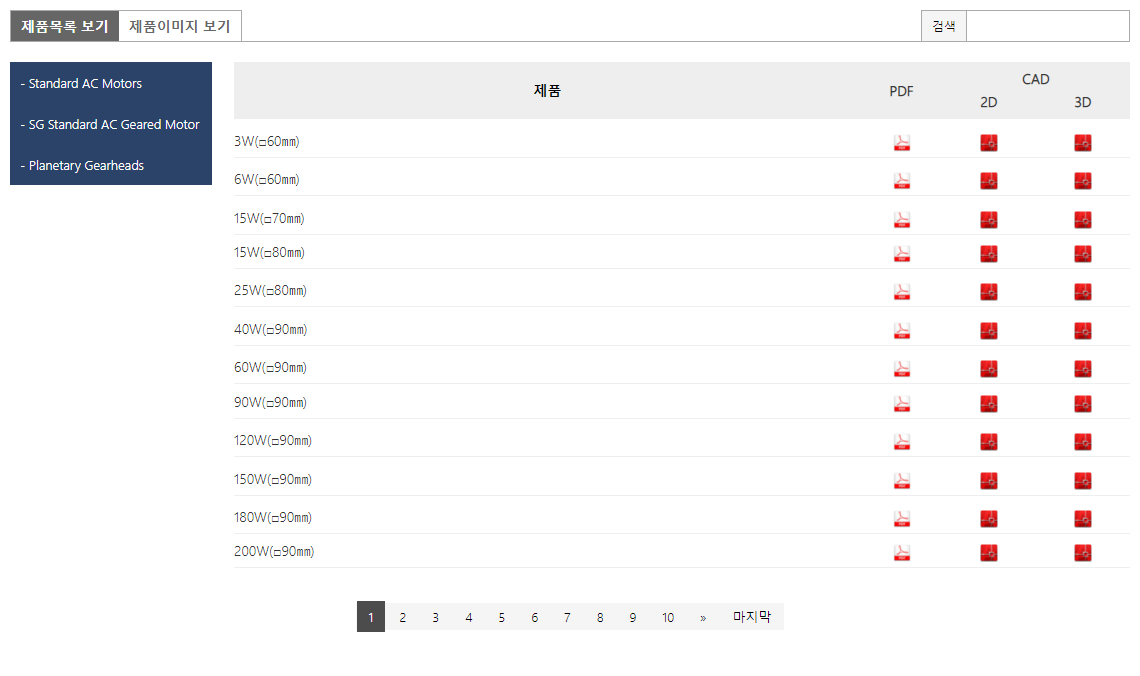 제품목록 보기 제품이미지 보기 검색
- Standard AC Motors
- SG Standard AC Geared Motor
- Planetary Gearheads
제품 PDF CAD
2D 3D
3W(□60mm)
6W(□60mm)
15W(□70mm)
15W(□80mm)
25W(□80mm)
40W(□90mm)
60W(□90mm)
90W(□90mm)
120W(□90mm)
150W(□90mm)
180W(□90mm)
200W(□90mm)
1 2 3 4 5 6 7 8 9 10 » 마지막